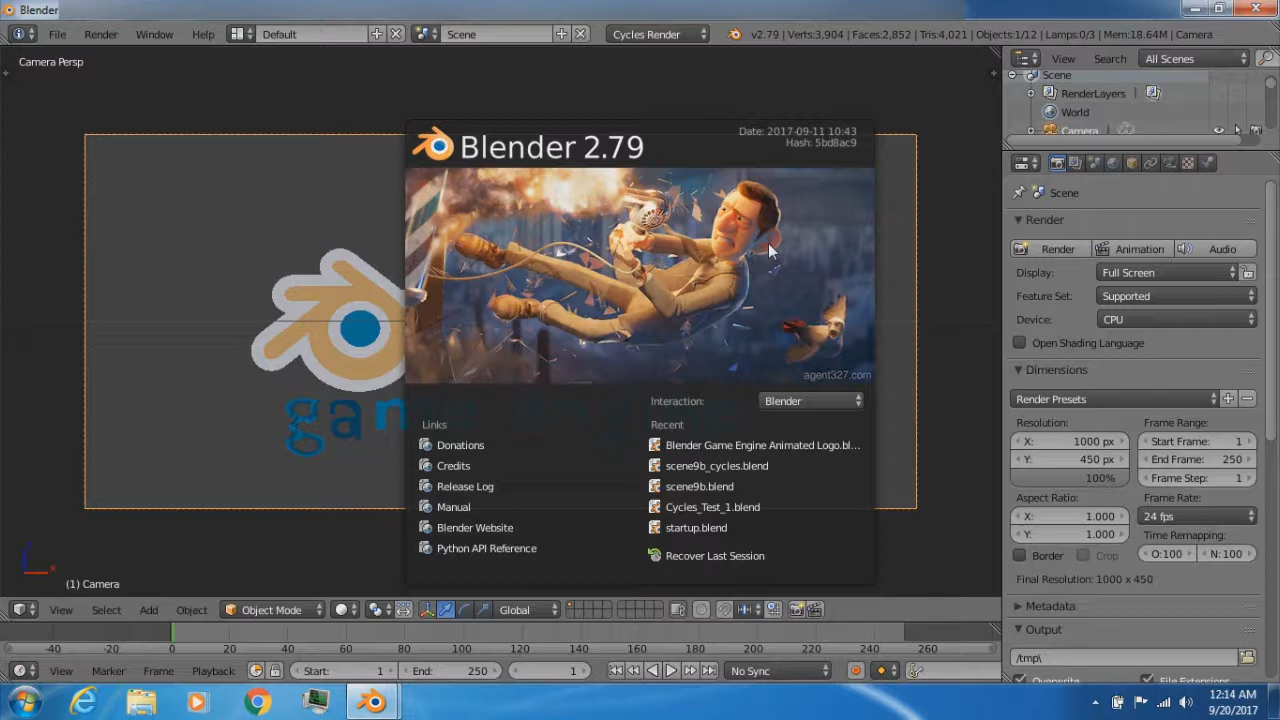 Blender
File Render Window Help Default Scene Cycles Render v2.79 | Verts:3,904 | Faces:2,852 | Tris:4,021 | Objects:1/12 | Lamps:0/3 | Mem:18.64M | Camera
Camera Persp
View Search All Scenes
Scene
RenderLayers
World
Camera
Blender 2.79
Date: 2017-09-11 10:43
Hash: 5bd8ac9
agent327.com
Interaction: Blender
Links
Donations
Credits
Release Log
Manual
Blender Website
Python API Reference
Recent
Blender Game Engine Animated Logo.bl...
scene9b_cycles.blend
scene9b.blend
Cycles_Test_1.blend
startup.blend
Recover Last Session
Scene
Render
Render Animation Audio
Display: Full Screen
Feature Set: Supported
Device: CPU
Open Shading Language
Dimensions
Render Presets
Resolution:
X: 1000 px
Y: 450 px
100%
Frame Range:
Start Frame: 1
End Frame: 250
Frame Step: 1
Aspect Ratio:
X: 1.000
Y: 1.000
Frame Rate:
24 fps
Time Remapping:
O:100 N:100
Border Crop
Final Resolution: 1000 x 450
Metadata
Output
/tmp\
Overwrite File Extensions
x
(1) Camera
View Select Add Object Object Mode Global
-40 -20 0 20 40 60 80 100 120 140 160 180 200 220 240 260
View Marker Frame Playback Start: 1 End: 250 1 No Sync
12:14 AM
9/20/2017